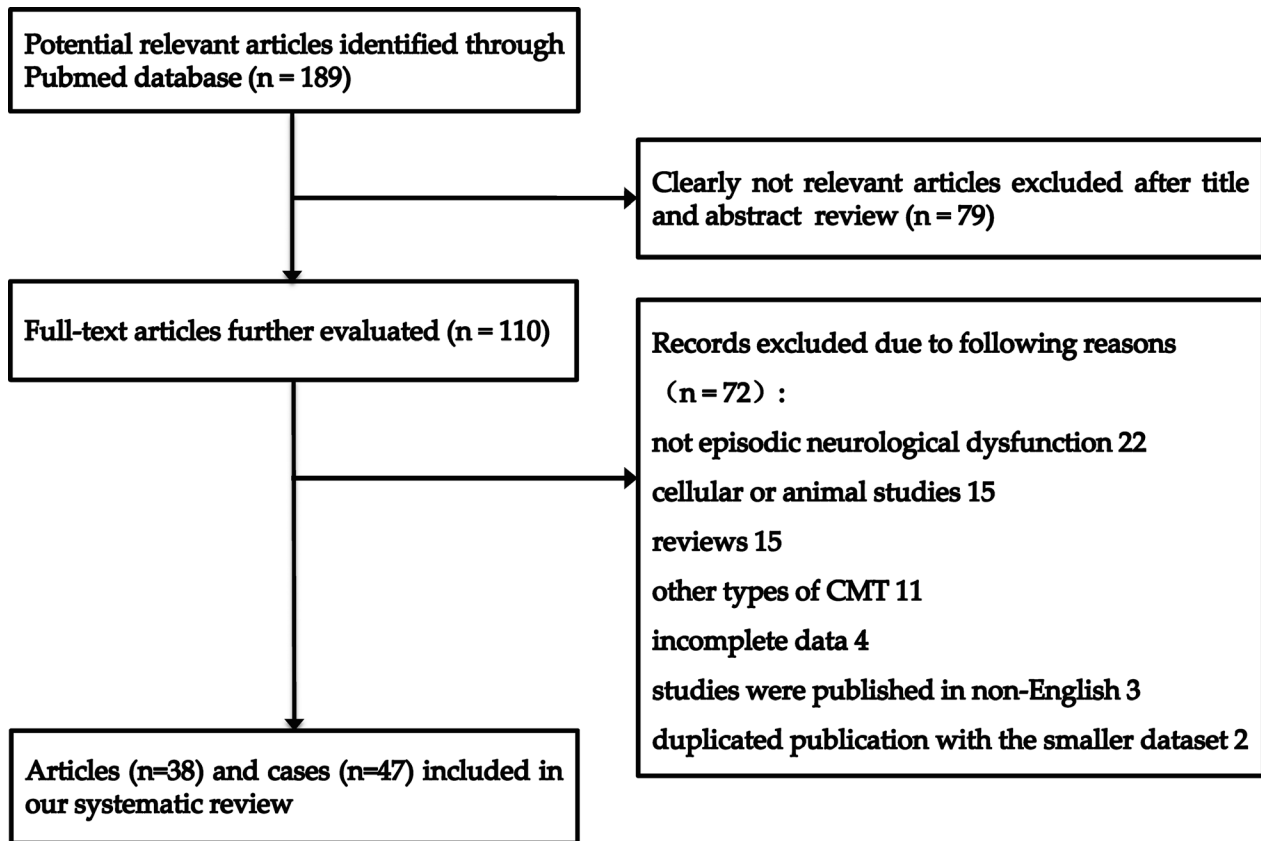 Potential relevant articles identified through
Pubmed database (n = 189)
Clearly not relevant articles excluded after title
and abstract review (n = 79)
Full-text articles further evaluated (n = 110)
Records excluded due to following reasons
（n = 72）:
not episodic neurological dysfunction 22
cellular or animal studies 15
reviews 15
other types of CMT 11
incomplete data 4
studies were published in non-English 3
duplicated publication with the smaller dataset 2
Articles (n=38) and cases (n=47) included in
our systematic review